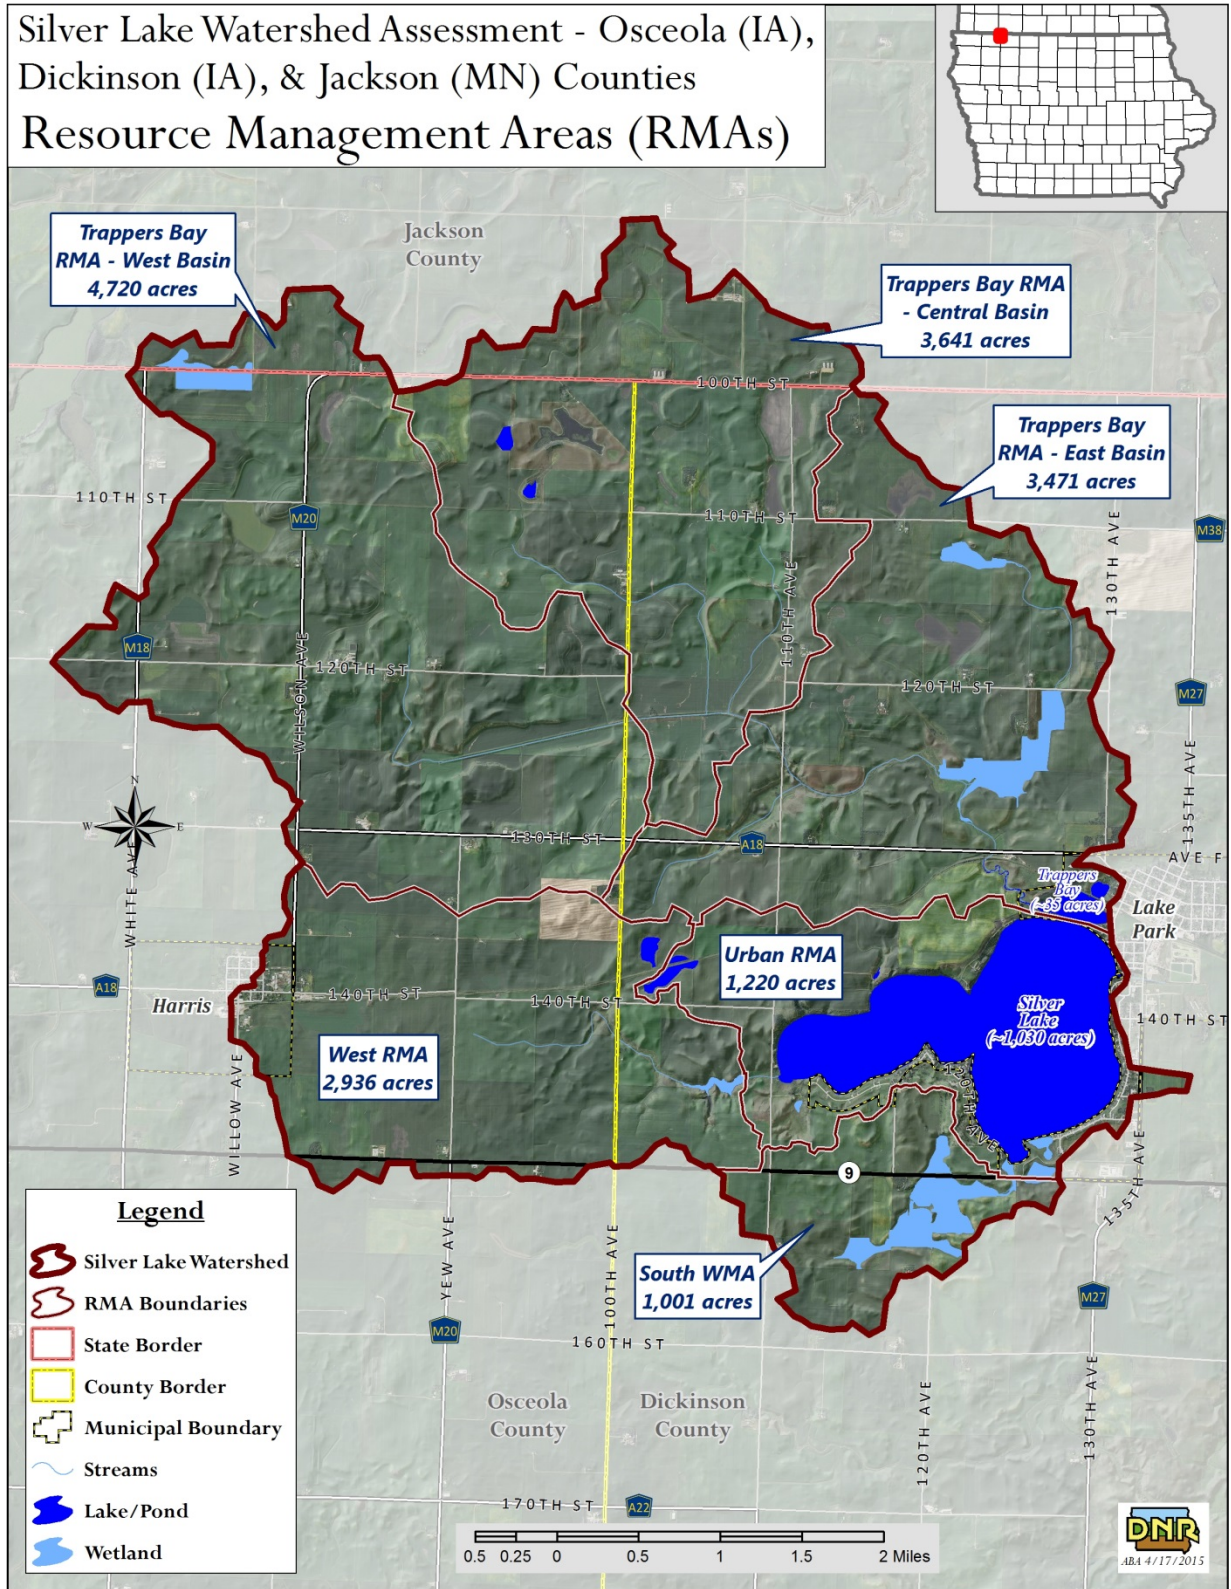 Silver Lake Watershed Assessment - Osceola (IA),
Dickinson (IA), & Jackson (MN) Counties
Resource Management Areas (RMAs)
Jackson
County
Trappers Bay
RMA - West Basin
4,720 acres
Trappers Bay RMA
- Central Basin
3,641 acres
100TH ST
Trappers Bay
RMA - East Basin
3,471 acres
110TH ST
M20
110TH ST
M38
130TH AVE
110TH AVE
M18
WILSON AVE
120TH ST
120TH ST
M27
135TH AVE
N
W
E
S
WHITE AVE
130TH ST
A18
AVE F
Trappers
Bay
(~35 acres)
Lake
Park
Urban RMA
1,220 acres
A18
Harris
140TH ST
140TH ST
Silver
Lake
(~1,030 acres)
140TH ST
West RMA
2,936 acres
120TH AVE
WILLOW AVE
9
135TH AVE
Legend
Silver Lake Watershed
RMA Boundaries
State Border
County Border
Municipal Boundary
Streams
Lake/Pond
Wetland
YEW AVE
100TH AVE
South WMA
1,001 acres
M20
160TH ST
M27
Osceola
County
Dickinson
County
120TH AVE
130TH AVE
170TH ST
A22
0.5 0.25 0 0.5 1 1.5 2 Miles
DNR
ABA 4/17/2015